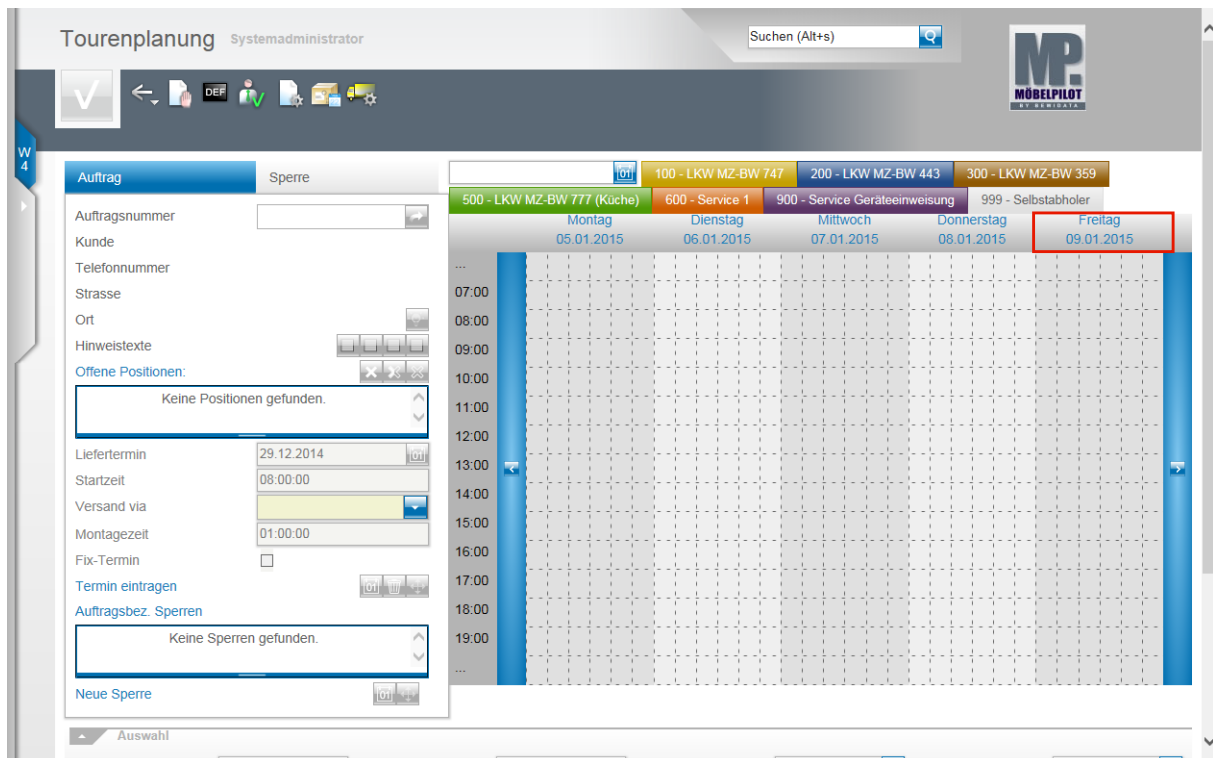 Tourenplanung Systemadministrator
Suchen (Alt+s)
MP.
MÖBELPILOT
BY BEWIDATA
DEF
W
4
Auftrag
Sperre
Auftragsnummer
Kunde
Telefonnummer
Strasse
Ort
Hinweistexte
Offene Positionen:
Keine Positionen gefunden.
Liefertermin 29.12.2014 01
Startzeit 08:00:00
Versand via
Montagezeit 01:00:00
Fix-Termin
Termin eintragen 01
Auftragsbez. Sperren
Keine Sperren gefunden.
Neue Sperre 01
01 100 - LKW MZ-BW 747 200 - LKW MZ-BW 443 300 - LKW MZ-BW 359
500 - LKW MZ-BW 777 (Küche) 600 - Service 1 900 - Service Geräteeinweisung 999 - Selbstabholer
Montag Dienstag Mittwoch Donnerstag Freitag
05.01.2015 06.01.2015 07.01.2015 08.01.2015 09.01.2015
...
07:00
08:00
09:00
10:00
11:00
12:00
13:00
14:00
15:00
16:00
17:00
18:00
19:00
...
Auswahl